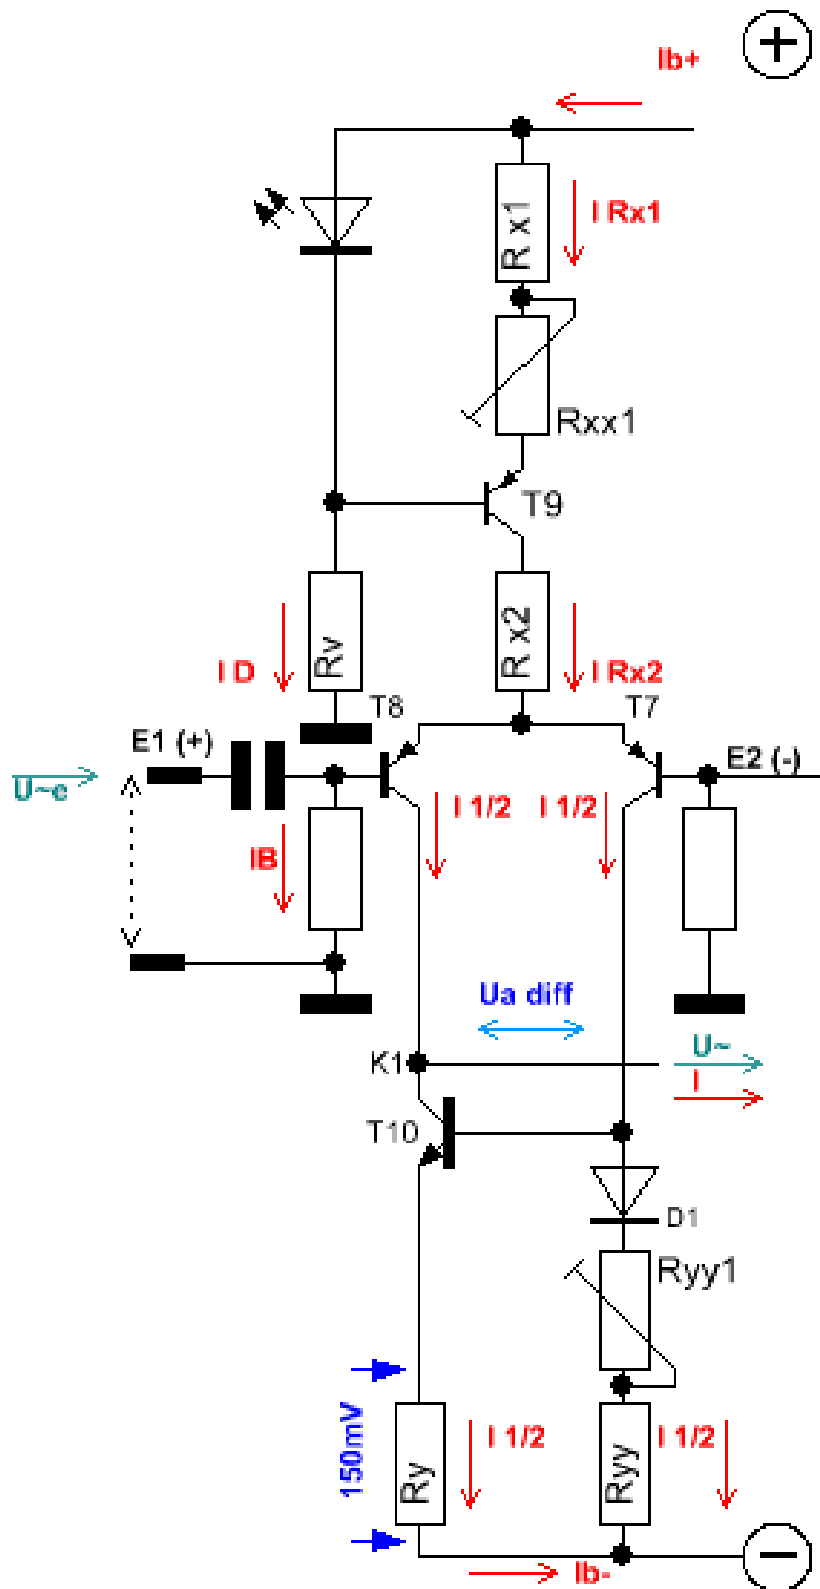 Ib+
+
R x1
I Rx1
Rxx1
T9
Rv
R x2
I D
I Rx2
T8
T7
E1 (+)
E2 (-)
U~e
I 1/2
I 1/2
IB
Ua diff
U~
K1
I
T10
D1
Ryy1
150mV
Ry
I 1/2
Ryy
I 1/2
Ib-
−